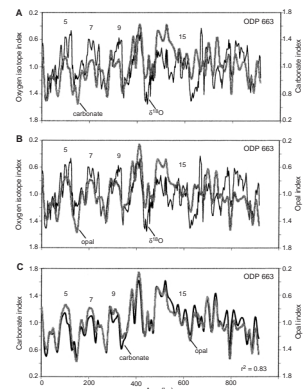 A
ODP 663
5
7
9
15
Oxygen isotope index
0.2
0.6
1.0
1.4
1.8
Carbonate index
1.8
1.4
1.0
0.6
0.2
carbonate
δ¹⁸O
B
ODP 663
5
7
9
15
Oxygen isotope index
0.2
0.6
1.0
1.4
1.8
Opal index
0.2
0.6
1.0
1.4
1.8
opal
δ¹⁸O
C
ODP 663
5
7
9
15
Carbonate index
1.8
1.4
1.0
0.6
0.2
Opal index
0.2
0.6
1.0
1.4
1.8
carbonate
opal
r² = 0.83
0 200 400 600 800